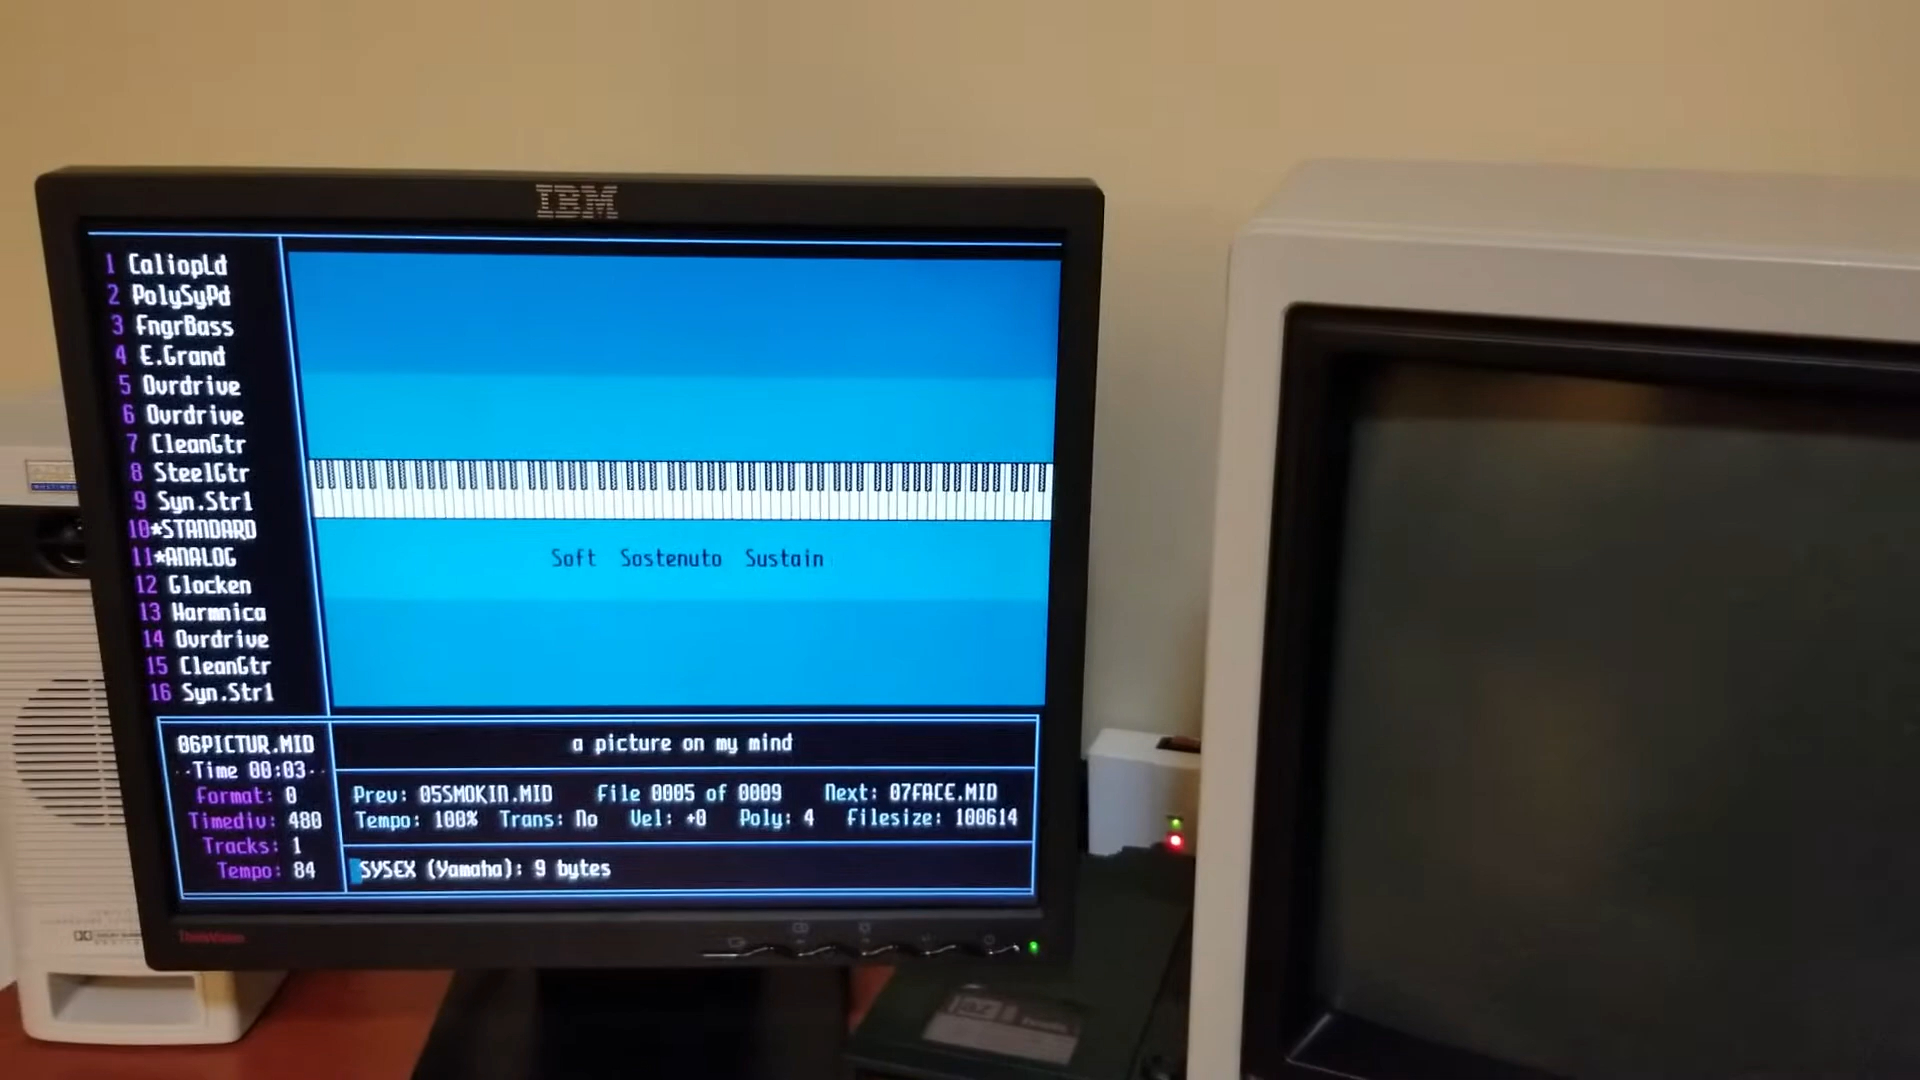 IBM
1 CaliopLd
2 PolySyPd
3 FngrBass
4 E.Grand
5 Ovrdrive
6 Ovrdrive
7 CleanGtr
8 SteelGtr
9 Syn.Str1
10*STANDARD
11*ANALOG
12 Glocken
13 Harmnica
14 Ovrdrive
15 CleanGtr
16 Syn.Str1
Soft Sostenuto Sustain
06PICTUR.MID
Time 00:03
Format: 0
Timediv: 480
Tracks: 1
Tempo: 84
a picture on my mind
Prev: 05SMOKIN.MID File 0005 of 0009 Next: 07FACE.MID
Tempo: 100% Trans: No Vel: +0 Poly: 4 Filesize: 100614
SYSEX (Yamaha): 9 bytes
ThinkVision
jaz